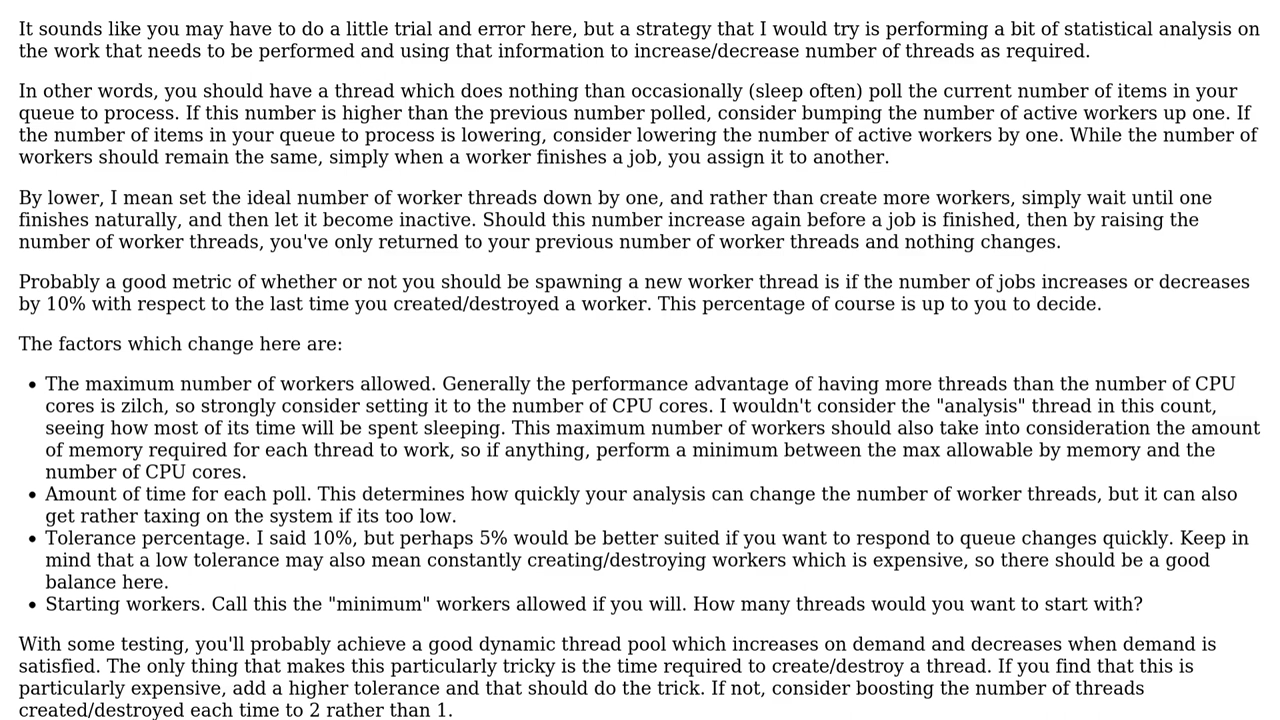 It sounds like you may have to do a little trial and error here, but a strategy that I would try is performing a bit of statistical analysis on
the work that needs to be performed and using that information to increase/decrease number of threads as required.
In other words, you should have a thread which does nothing than occasionally (sleep often) poll the current number of items in your
queue to process. If this number is higher than the previous number polled, consider bumping the number of active workers up one. If
the number of items in your queue to process is lowering, consider lowering the number of active workers by one. While the number of
workers should remain the same, simply when a worker finishes a job, you assign it to another.
By lower, I mean set the ideal number of worker threads down by one, and rather than create more workers, simply wait until one
finishes naturally, and then let it become inactive. Should this number increase again before a job is finished, then by raising the
number of worker threads, you've only returned to your previous number of worker threads and nothing changes.
Probably a good metric of whether or not you should be spawning a new worker thread is if the number of jobs increases or decreases
by 10% with respect to the last time you created/destroyed a worker. This percentage of course is up to you to decide.
The factors which change here are:
• The maximum number of workers allowed. Generally the performance advantage of having more threads than the number of CPU
cores is zilch, so strongly consider setting it to the number of CPU cores. I wouldn't consider the "analysis" thread in this count,
seeing how most of its time will be spent sleeping. This maximum number of workers should also take into consideration the amount
of memory required for each thread to work, so if anything, perform a minimum between the max allowable by memory and the
number of CPU cores.
• Amount of time for each poll. This determines how quickly your analysis can change the number of worker threads, but it can also
get rather taxing on the system if its too low.
• Tolerance percentage. I said 10%, but perhaps 5% would be better suited if you want to respond to queue changes quickly. Keep in
mind that a low tolerance may also mean constantly creating/destroying workers which is expensive, so there should be a good
balance here.
• Starting workers. Call this the "minimum" workers allowed if you will. How many threads would you want to start with?
With some testing, you'll probably achieve a good dynamic thread pool which increases on demand and decreases when demand is
satisfied. The only thing that makes this particularly tricky is the time required to create/destroy a thread. If you find that this is
particularly expensive, add a higher tolerance and that should do the trick. If not, consider boosting the number of threads
created/destroyed each time to 2 rather than 1.